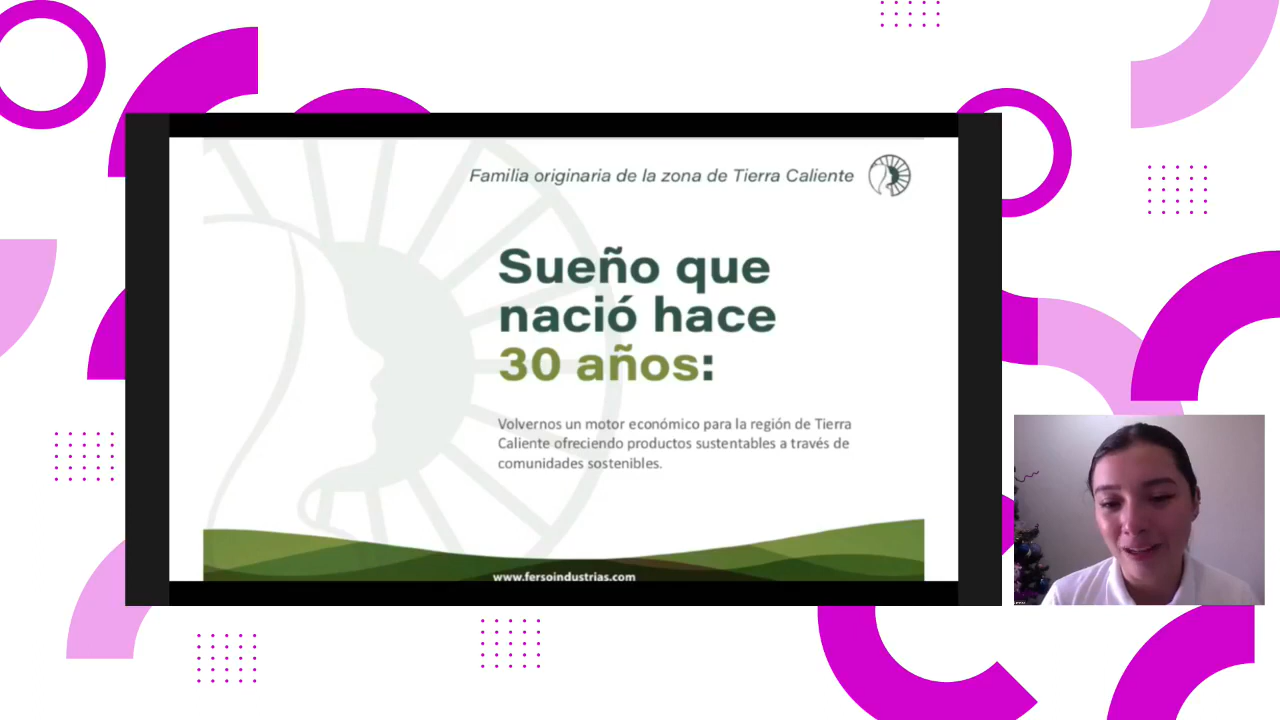 Familia originaria de la zona de Tierra Caliente
Sueño que
nació hace
30 años:
Volvernos un motor económico para la región de Tierra
Caliente ofreciendo productos sustentables a través de
comunidades sostenibles.
www.fersoindustrias.com